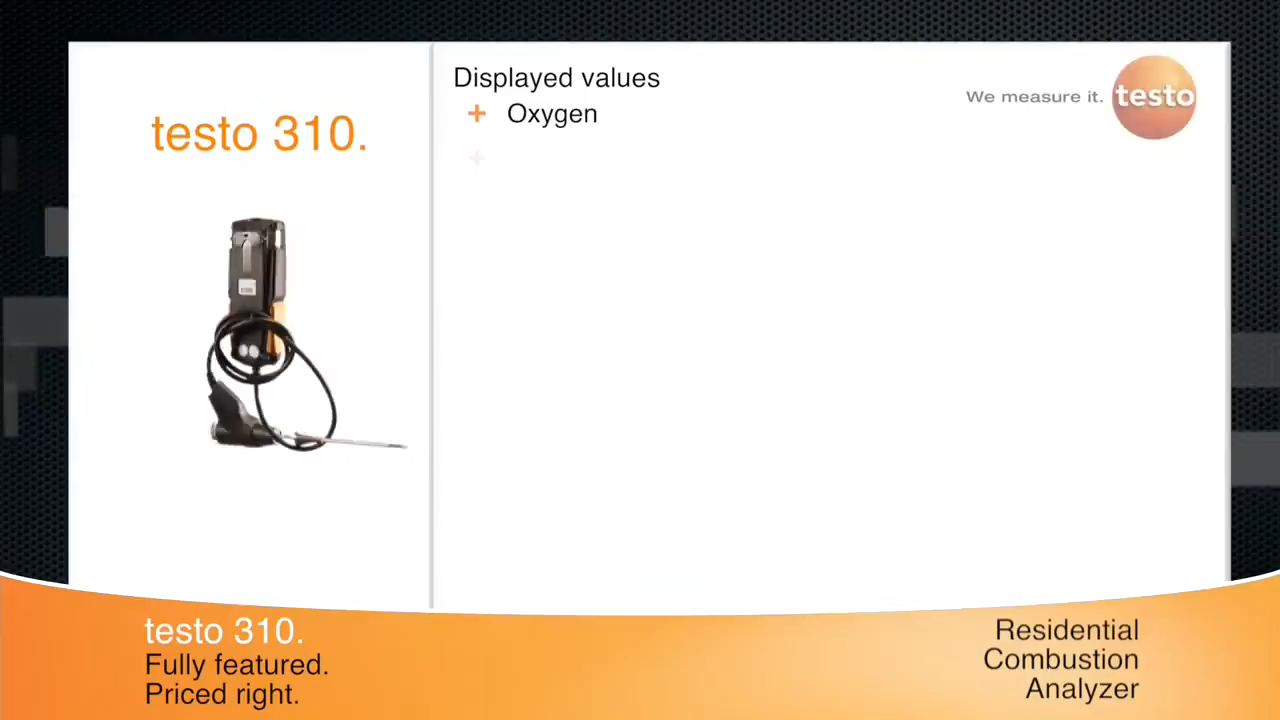 testo 310.
Displayed values
+ Oxygen
+
We measure it. testo
testo 310.
Fully featured.
Priced right.
Residential
Combustion
Analyzer